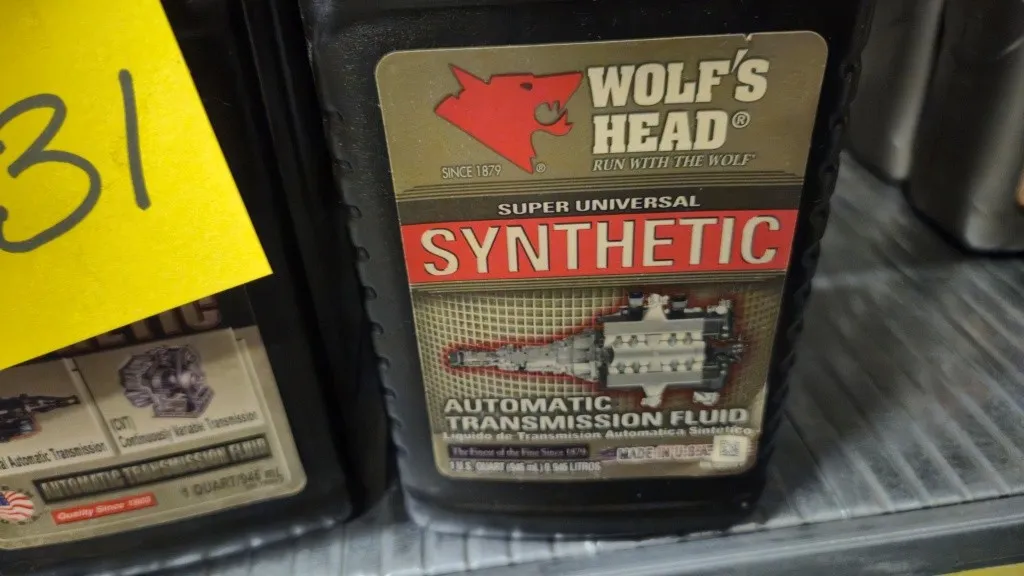 31
ETIC
Automatic Transmission
(CVT)
Continuously Variable Transmission
AUTOMATIC TRANSMISSION FLUID
1 QUART/946 mL
Quality Since 1868
WOLF'S
HEAD®
RUN WITH THE WOLF®
SINCE 1879 ®
SUPER UNIVERSAL
SYNTHETIC
AUTOMATIC
TRANSMISSION FLUID
Liquido de Transmision Automatica Sintetico
The Finest of the Fine Since 1879
MADE IN U.S.A.
1 U.S. QUART (946 mL) 0.946 LITROS